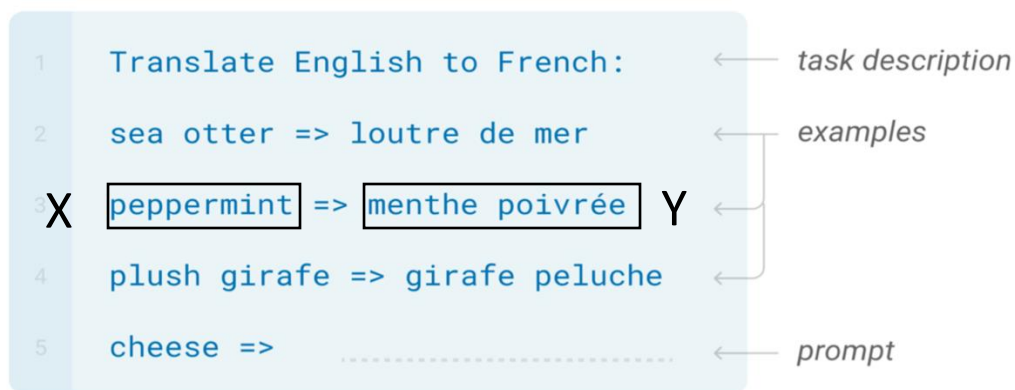 1 Translate English to French: task description
2 sea otter => loutre de mer examples
3 X peppermint => menthe poivrée Y
4 plush girafe => girafe peluche
5 cheese => prompt